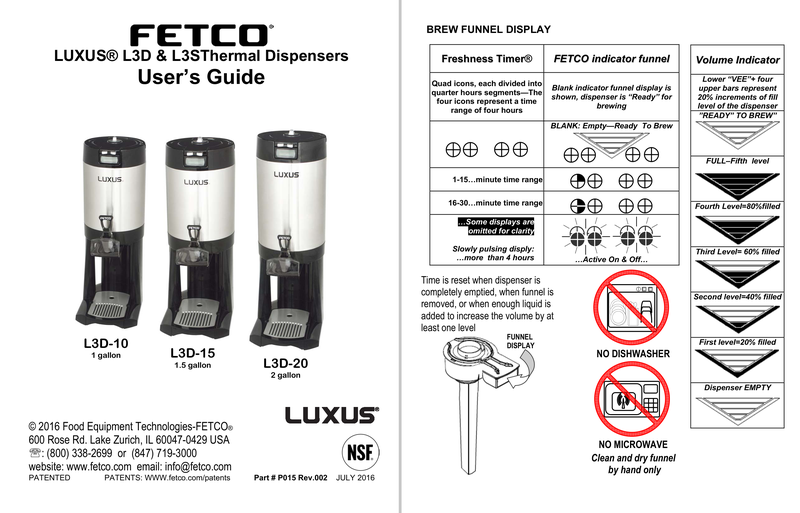 FETCO®
LUXUS® L3D & L3SThermal Dispensers
User's Guide
LUXUS
LUXUS
LUXUS
L3D-10
1 gallon
L3D-15
1.5 gallon
L3D-20
2 gallon
LUXUS®
© 2016 Food Equipment Technologies-FETCO®
600 Rose Rd. Lake Zurich, IL 60047-0429 USA
☏: (800) 338-2699 or (847) 719-3000
website: www.fetco.com email: info@fetco.com
NSF
PATENTED PATENTS: WWW.fetco.com/patents Part # P015 Rev.002 JULY 2016
BREW FUNNEL DISPLAY
Freshness Timer®
Quad icons, each divided into
quarter hours segments—The
four icons represent a time
range of four hours
FETCO indicator funnel
Blank indicator funnel display is
shown, dispenser is "Ready" for
brewing
BLANK: Empty—Ready To Brew
1-15…minute time range
16-30…minute time range
…Some displays are
omitted for clarity
Slowly pulsing disply:
…more than 4 hours
…Active On & Off…
Volume Indicator
Lower "VEE"+ four
upper bars represent
20% increments of fill
level of the dispenser
"READY" TO BREW"
FULL–Fifth level
Fourth Level=80%filled
Third Level= 60% filled
Second level=40% filled
First level=20% filled
Dispenser EMPTY
Time is reset when dispenser is
completely emptied, when funnel is
removed, or when enough liquid is
added to increase the volume by at
least one level
FUNNEL
DISPLAY
NO DISHWASHER
NO MICROWAVE
Clean and dry funnel
by hand only